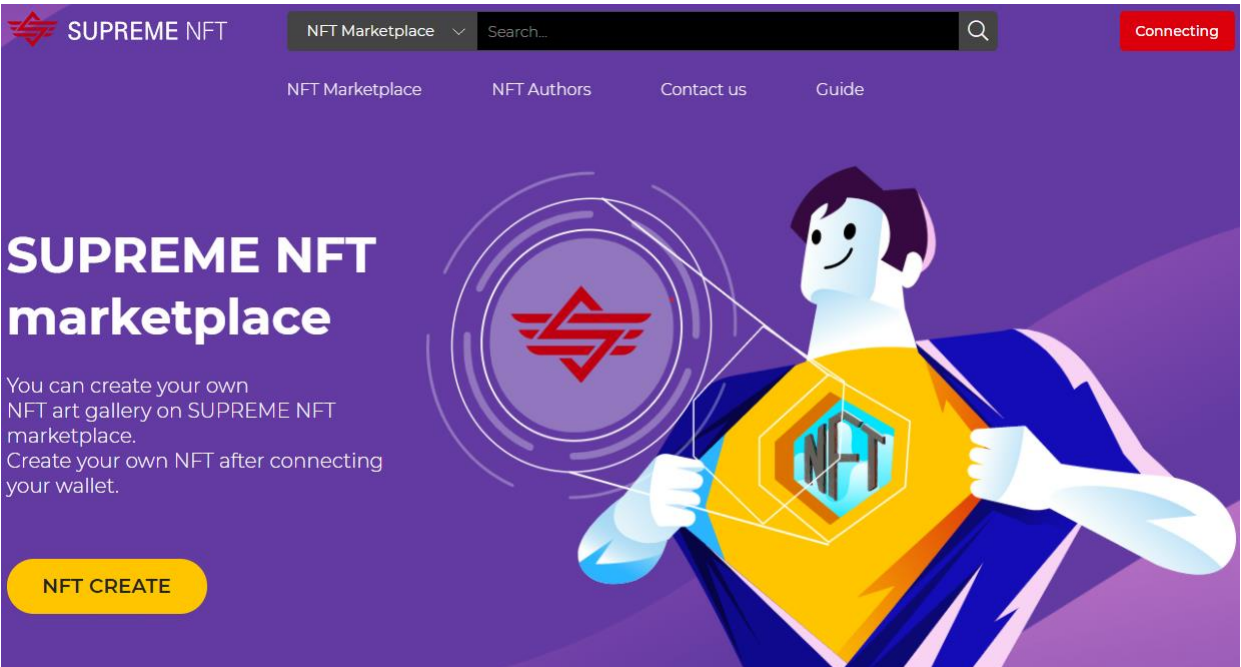 SUPREME NFT
NFT Marketplace
Search...
Connecting
NFT Marketplace
NFT Authors
Contact us
Guide
SUPREME NFT
marketplace
You can create your own
NFT art gallery on SUPREME NFT
marketplace.
Create your own NFT after connecting
your wallet.
NFT
NFT CREATE